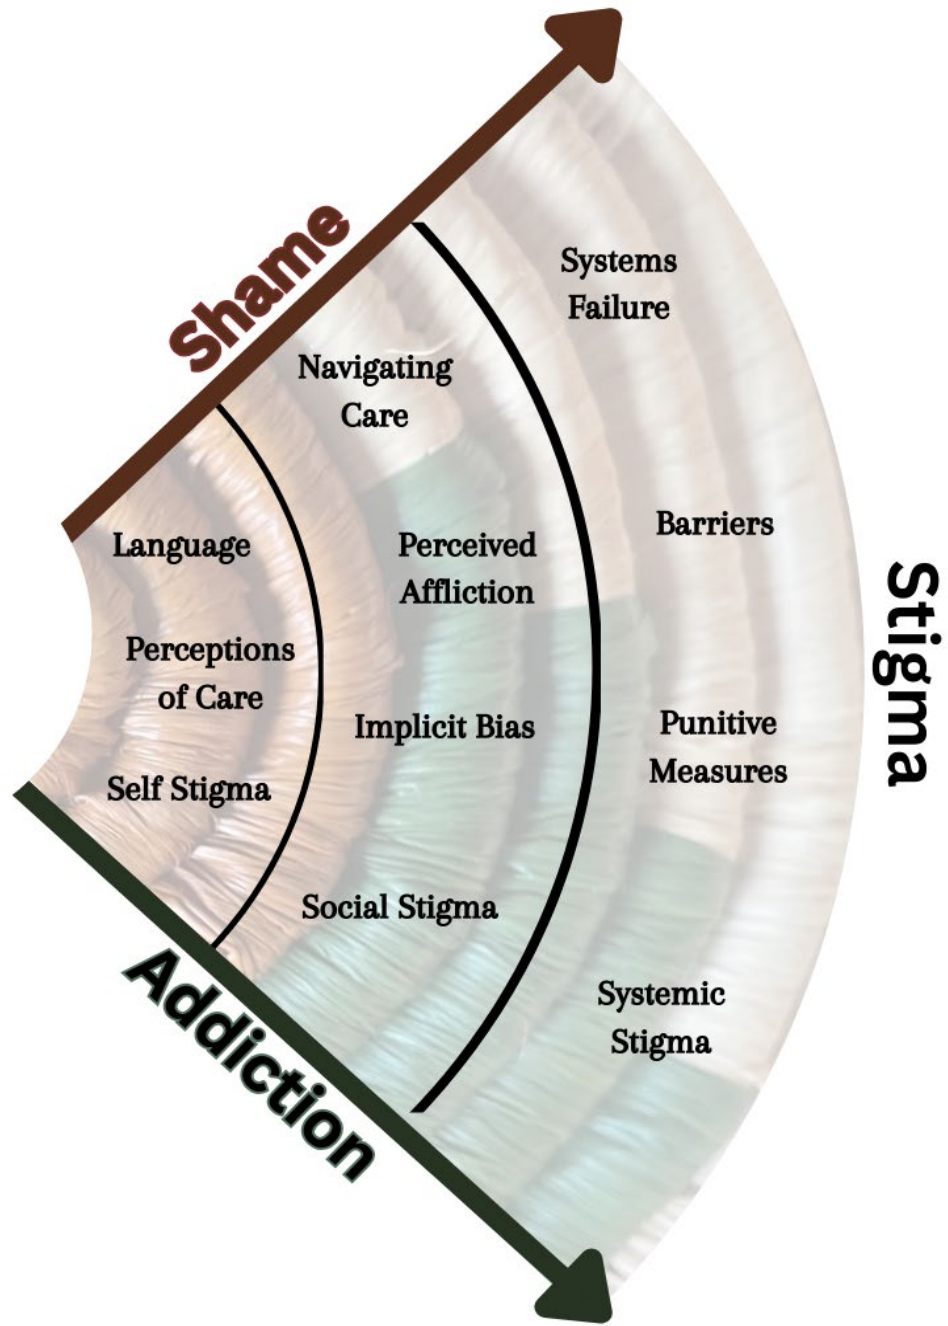 Shame
Systems
Failure
Navigating
Care
Language
Perceived
Affliction
Barriers
Perceptions
of Care
Implicit Bias
Punitive
Measures
Self Stigma
Social Stigma
Systemic
Stigma
Addiction
Stigma